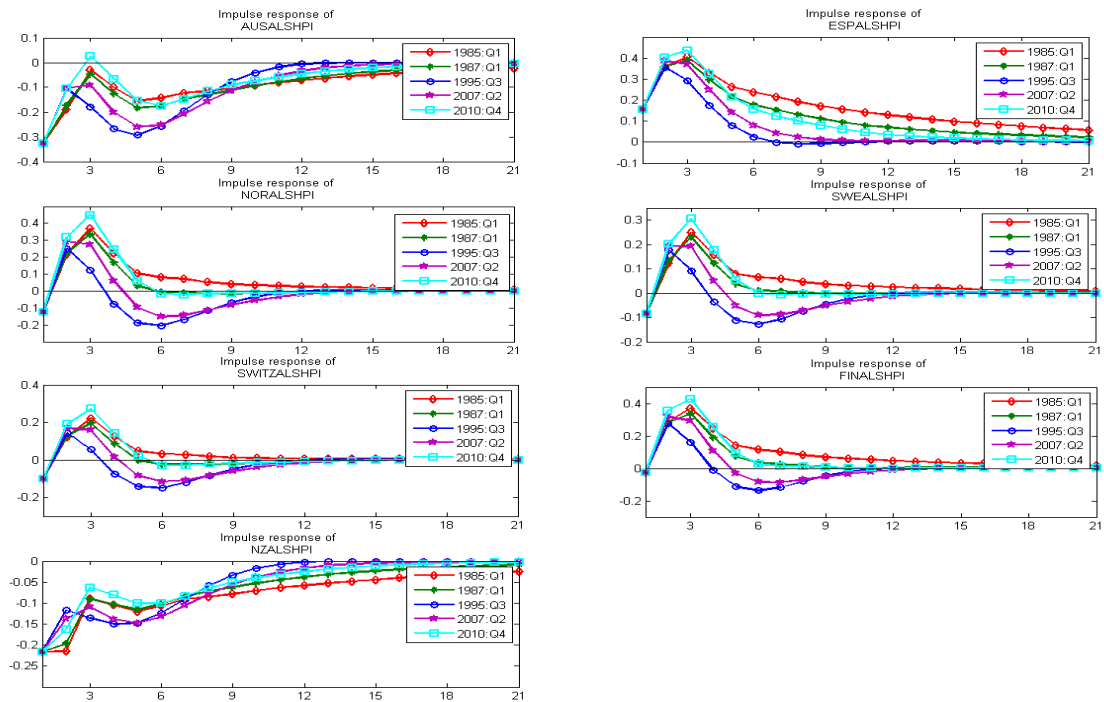 Impulse response of
AUSALSHPI
0.1
0
-0.1
-0.2
-0.3
-0.4
3 6 9 12 15 18 21
1985:Q1
1987:Q1
1995:Q3
2007:Q2
2010:Q4
Impulse response of
ESPALSHPI
0.4
0.3
0.2
0.1
0
-0.1
3 6 9 12 15 18 21
1985:Q1
1987:Q1
1995:Q3
2007:Q2
2010:Q4
Impulse response of
NORALSHPI
0.4
0.3
0.2
0.1
0
-0.1
-0.2
3 6 9 12 15 18 21
1985:Q1
1987:Q1
1995:Q3
2007:Q2
2010:Q4
Impulse response of
SWEALSHPI
0.3
0.2
0.1
0
-0.1
-0.2
3 6 9 12 15 18 21
1985:Q1
1987:Q1
1995:Q3
2007:Q2
2010:Q4
Impulse response of
SWITZALSHPI
0.4
0.2
0
-0.2
3 6 9 12 15 18 21
1985:Q1
1987:Q1
1995:Q3
2007:Q2
2010:Q4
Impulse response of
FINALSHPI
0.4
0.2
0
-0.2
3 6 9 12 15 18 21
1985:Q1
1987:Q1
1995:Q3
2007:Q2
2010:Q4
Impulse response of
NZALSHPI
0
-0.05
-0.1
-0.15
-0.2
-0.25
3 6 9 12 15 18 21
1985:Q1
1987:Q1
1995:Q3
2007:Q2
2010:Q4